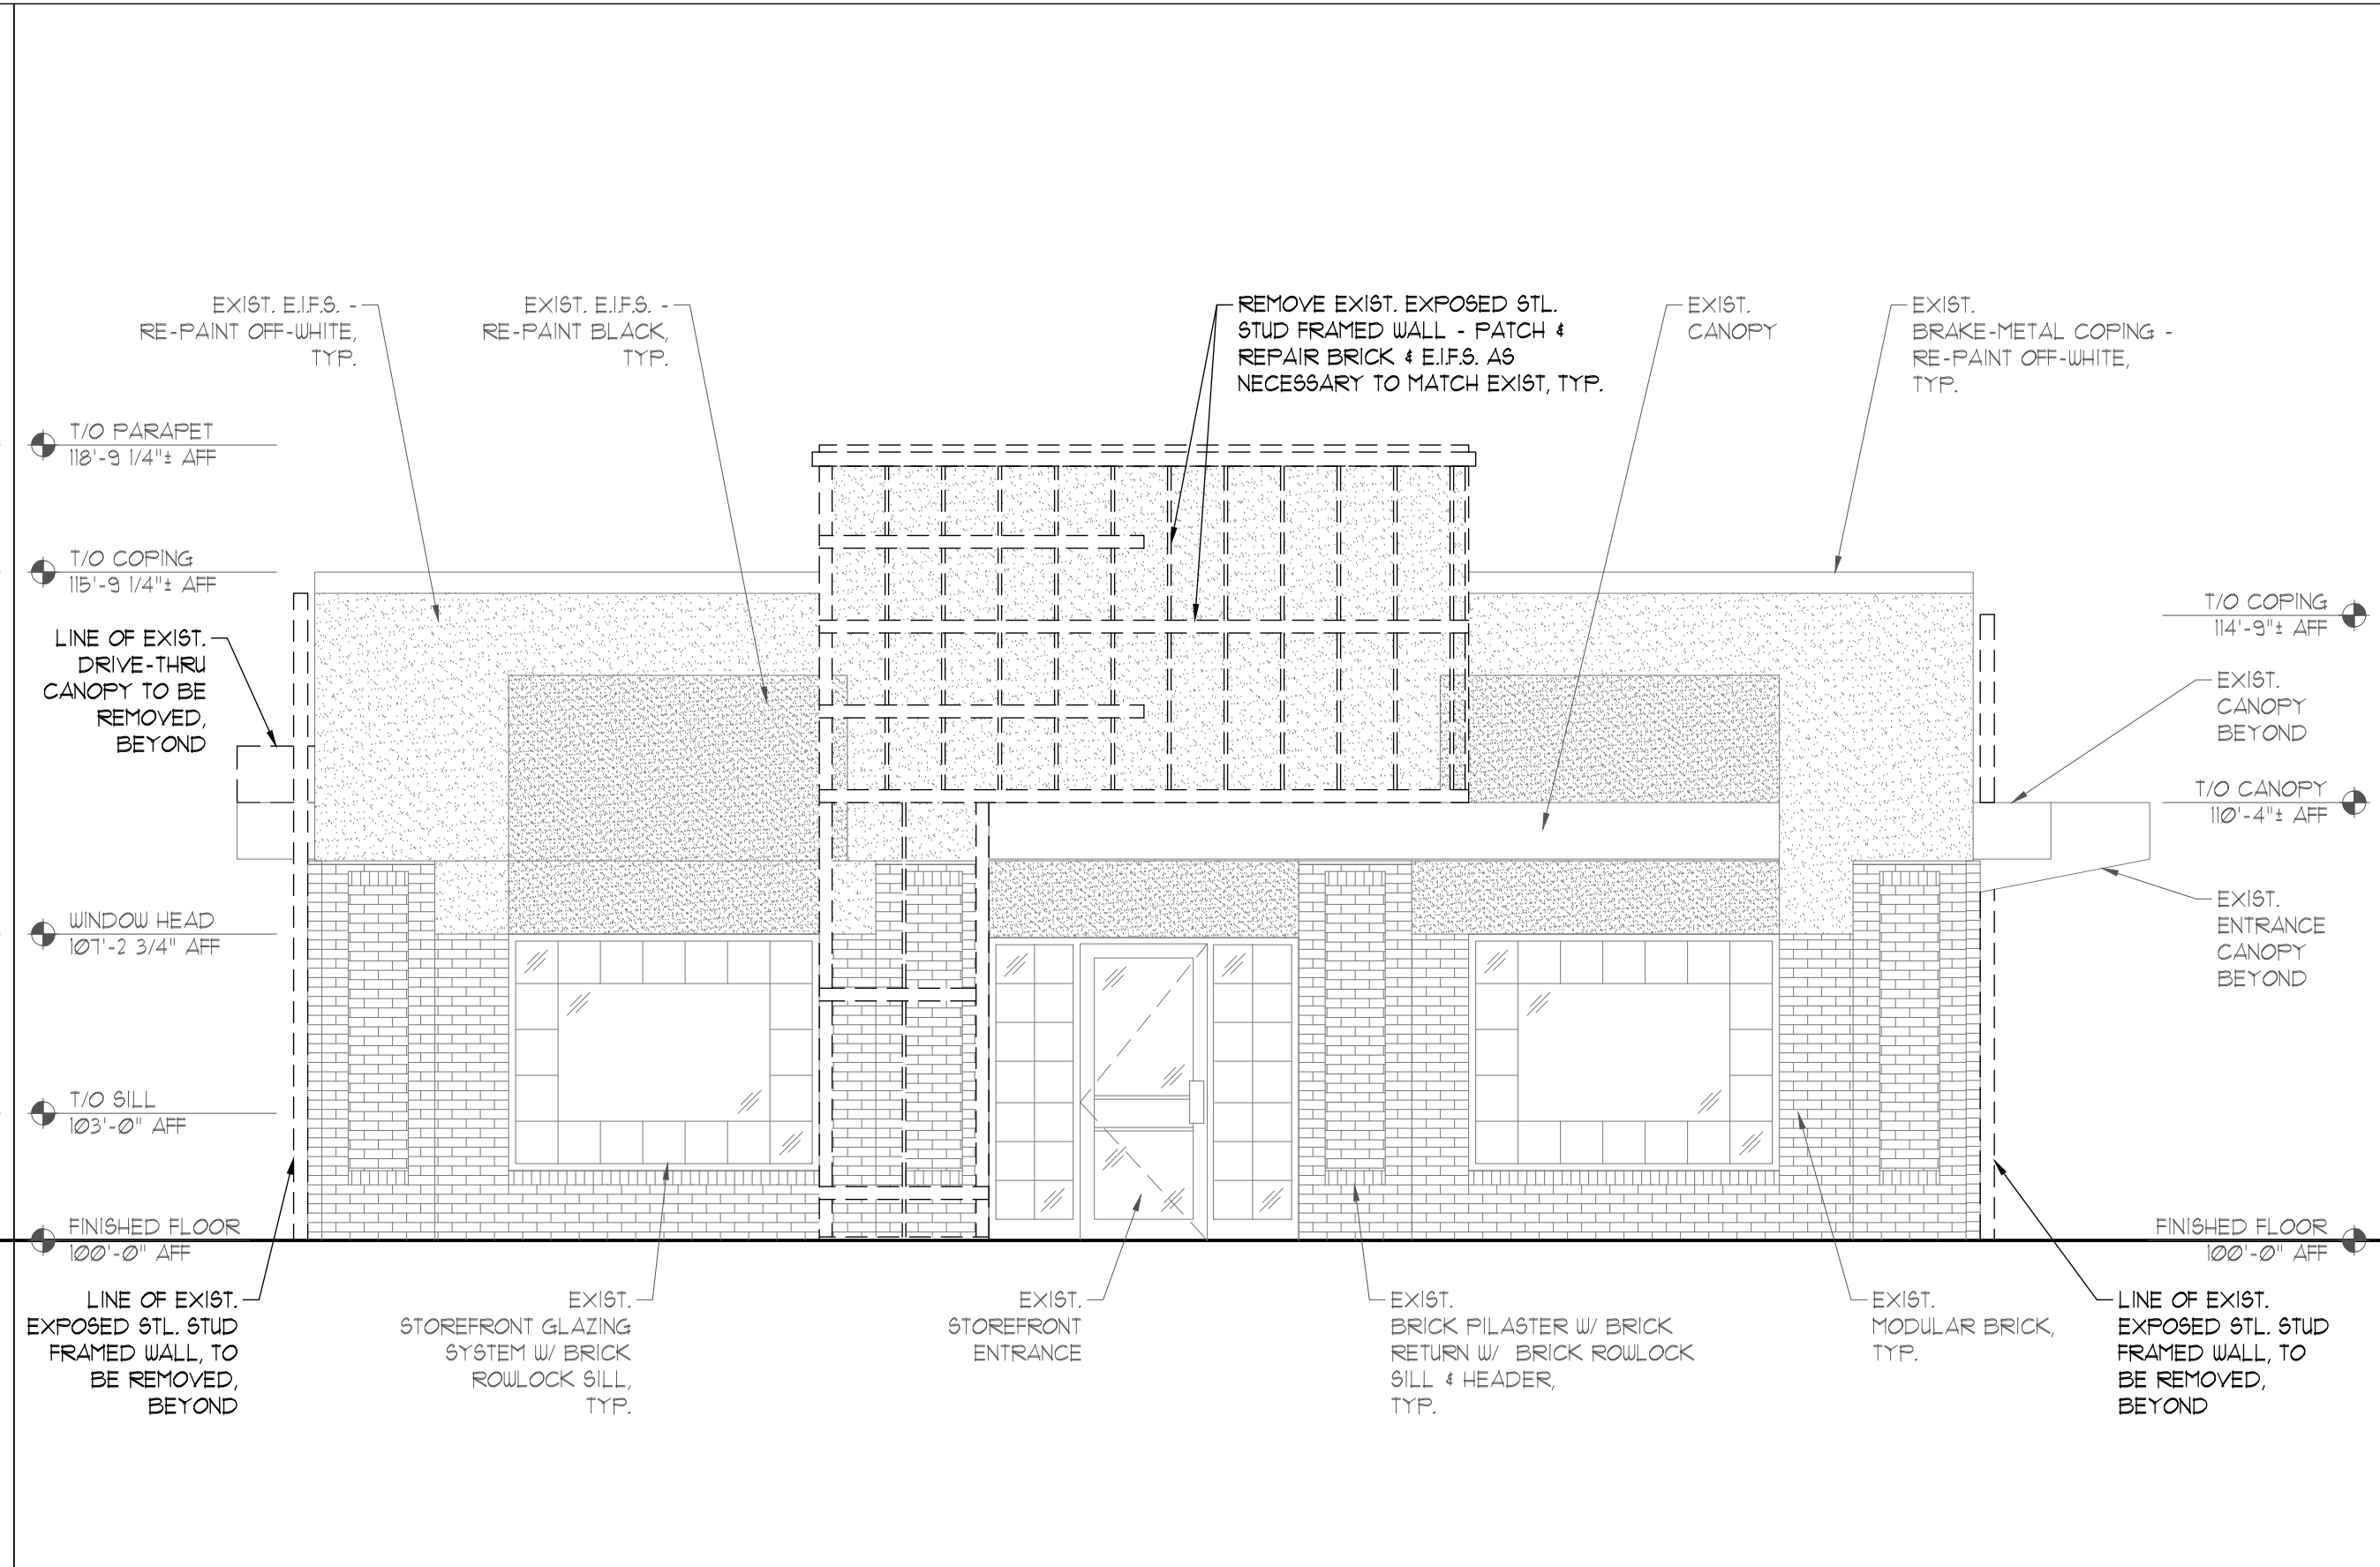 EXIST. E.I.F.S. -
RE-PAINT OFF-WHITE,
TYP.
EXIST. E.I.F.S. -
RE-PAINT BLACK,
TYP.
REMOVE EXIST. EXPOSED STL.
STUD FRAMED WALL - PATCH &
REPAIR BRICK & E.I.F.S. AS
NECESSARY TO MATCH EXIST, TYP.
EXIST.
CANOPY
EXIST.
BRAKE-METAL COPING -
RE-PAINT OFF-WHITE,
TYP.
T/O PARAPET
118'-9 1/4"± AFF
T/O COPING
115'-9 1/4"± AFF
LINE OF EXIST.
DRIVE-THRU
CANOPY TO BE
REMOVED,
BEYOND
WINDOW HEAD
107'-2 3/4" AFF
T/O SILL
103'-0" AFF
FINISHED FLOOR
100'-0" AFF
T/O COPING
114'-9"± AFF
EXIST.
CANOPY
BEYOND
T/O CANOPY
110'-4"± AFF
EXIST.
ENTRANCE
CANOPY
BEYOND
FINISHED FLOOR
100'-0" AFF
LINE OF EXIST.
EXPOSED STL. STUD
FRAMED WALL, TO
BE REMOVED,
BEYOND
EXIST.
STOREFRONT GLAZING
SYSTEM W/ BRICK
ROWLOCK SILL,
TYP.
EXIST.
STOREFRONT
ENTRANCE
EXIST.
BRICK PILASTER W/ BRICK
RETURN W/ BRICK ROWLOCK
SILL & HEADER,
TYP.
EXIST.
MODULAR BRICK,
TYP.
LINE OF EXIST.
EXPOSED STL. STUD
FRAMED WALL, TO
BE REMOVED,
BEYOND